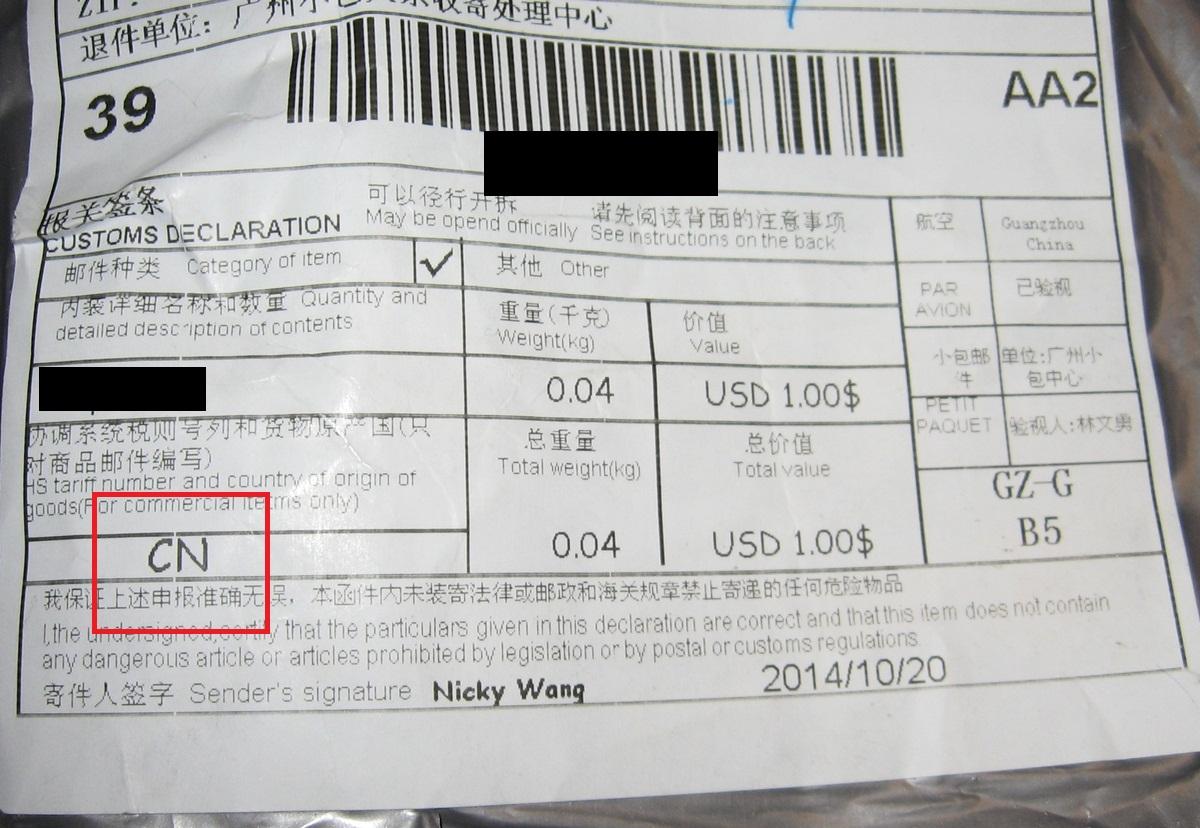 ZIP:
退件单位: 广州小包 收寄处理中心
39
AA2
报关签条
CUSTOMS DECLARATION
可以径行开拆
May be opend officially
请先阅读背面的注意事项
See instructions on the back
邮件种类 Category of item
✓
其他 Other
内装详细名称和数量 Quantity and
detailed description of contents
重量(千克)
Weight(kg)
价值
Value
0.04
USD 1.00$
协调系统税则号列和货物原产国(只
对商品邮件编写)
HS tariff number and country of origin of
goods(For commercial itetms only)
总重量
Total weight(kg)
总价值
Total value
CN
0.04
USD 1.00$
航空
Guangzhou
China
PAR
AVION
已验视
小包邮
件
单位:广州小
包中心
PETIT
PAQUET
验视人:林文勇
GZ-G
B5
我保证上述申报准确无误, 本函件内未装寄法律或邮政和海关规章禁止寄递的任何危险物品
I,the undersigned,certify that the particulars given in this declaration are correct and that this item does not contain
any dangerous article or articles prohibited by legislation or by postal or customs regulations
寄件人签字 Sender's signature Nicky Wang
2014/10/20